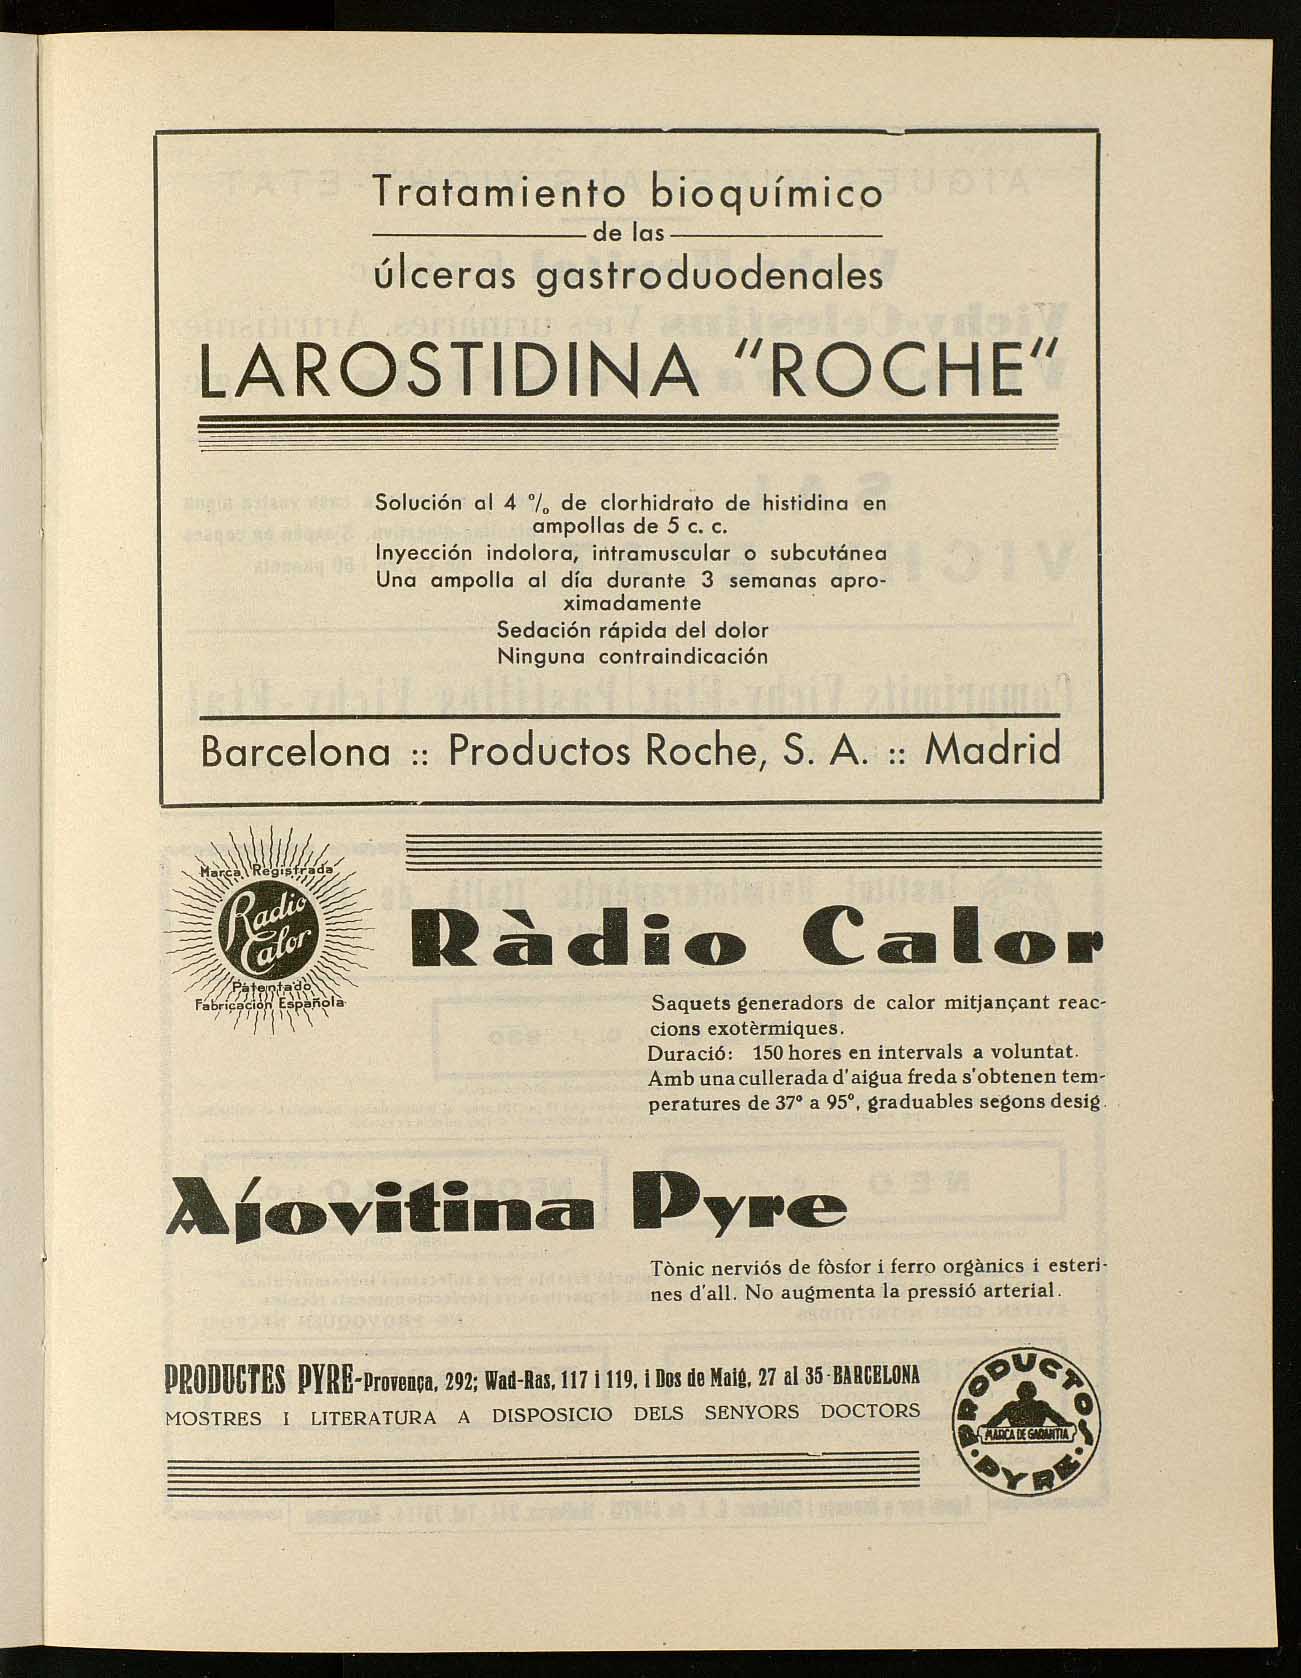 Tratamiento bioquímico
de las
úlceras gastroduodenales
LAROSTIDINA "ROCHE"
Solución al 4 % de clorhidrato de histidina en
ampollas de 5 c. c.
Inyección indolora, intramuscular o subcutánea
Una ampolla al día durante 3 semanas apro-
ximadamente
Sedación rápida del dolor
Ninguna contraindicación
Barcelona :: Productos Roche, S. A. :: Madrid
Marca Registrada
Radio
Calor
Patentado
Fabricación Española
Ràdio Calor
Saquets generadors de calor mitjançant reac-
cions exotèrmiques.
Duració: 150 hores en intervals a voluntat.
Amb una cullerada d'aigua freda s'obtenen tem-
peratures de 37º a 95º, graduables segons desig.
Ajovitina Pyre
Tònic nerviós de fòsfor i ferro orgànics i esteri-
nes d'all. No augmenta la pressió arterial.
PRODUCTES PYRE-Provença, 292; Wad-Ras, 117 i 119, i Dos de Maig, 27 al 35-BARCELONA
MOSTRES I LITERATURA A DISPOSICIO DELS SENYORS DOCTORS
PRODUCTOS
MARCA DE GARANTIA
PYRE